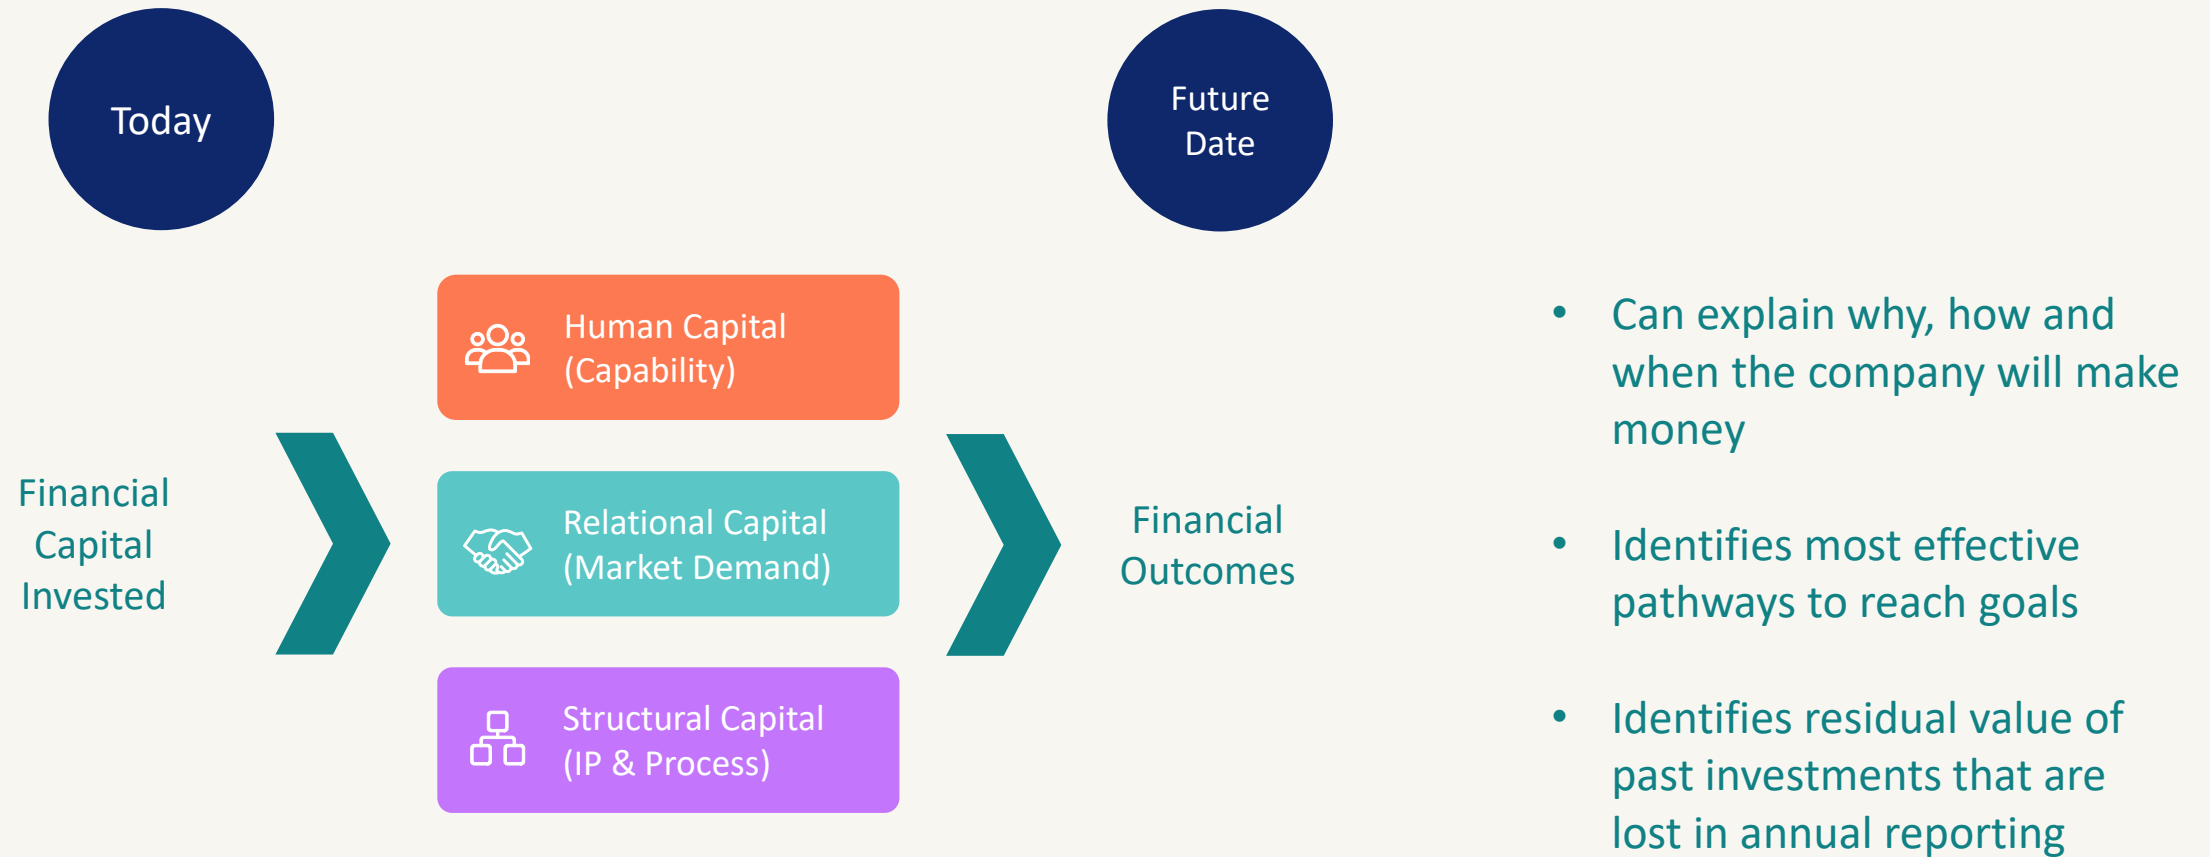 Today
Future
Date
Financial
Capital
Invested
Human Capital
(Capability)
Relational Capital
(Market Demand)
Structural Capital
(IP & Process)
Financial
Outcomes
• Can explain why, how and
when the company will make
money
• Identifies most effective
pathways to reach goals
• Identifies residual value of
past investments that are
lost in annual reporting